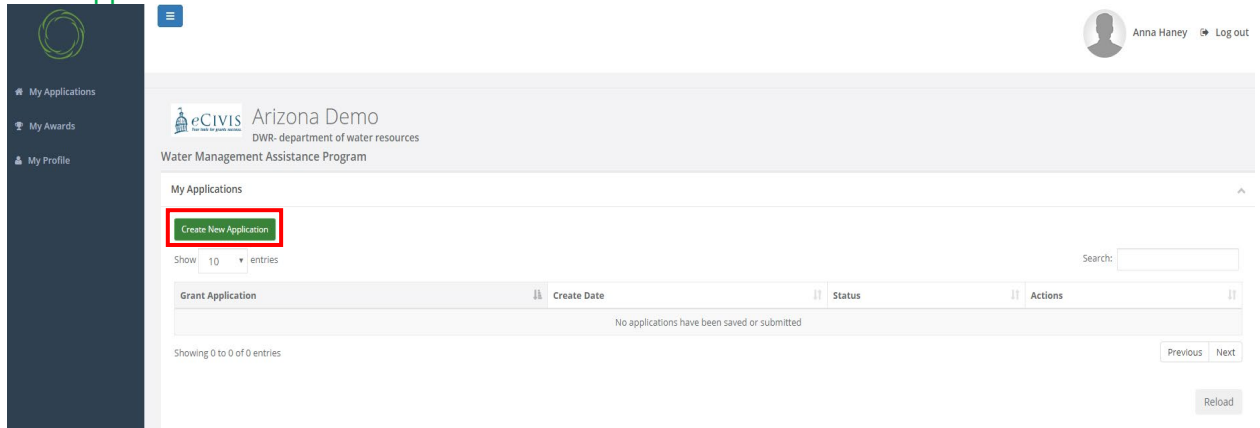 Anna Haney Log out
My Applications
My Awards
My Profile
eCIVIS
Arizona Demo
DWR- department of water resources
Water Management Assistance Program
My Applications
Create New Application
Show 10 entries
Search:
Grant Application Create Date Status Actions
No applications have been saved or submitted
Showing 0 to 0 of 0 entries
Previous Next
Reload